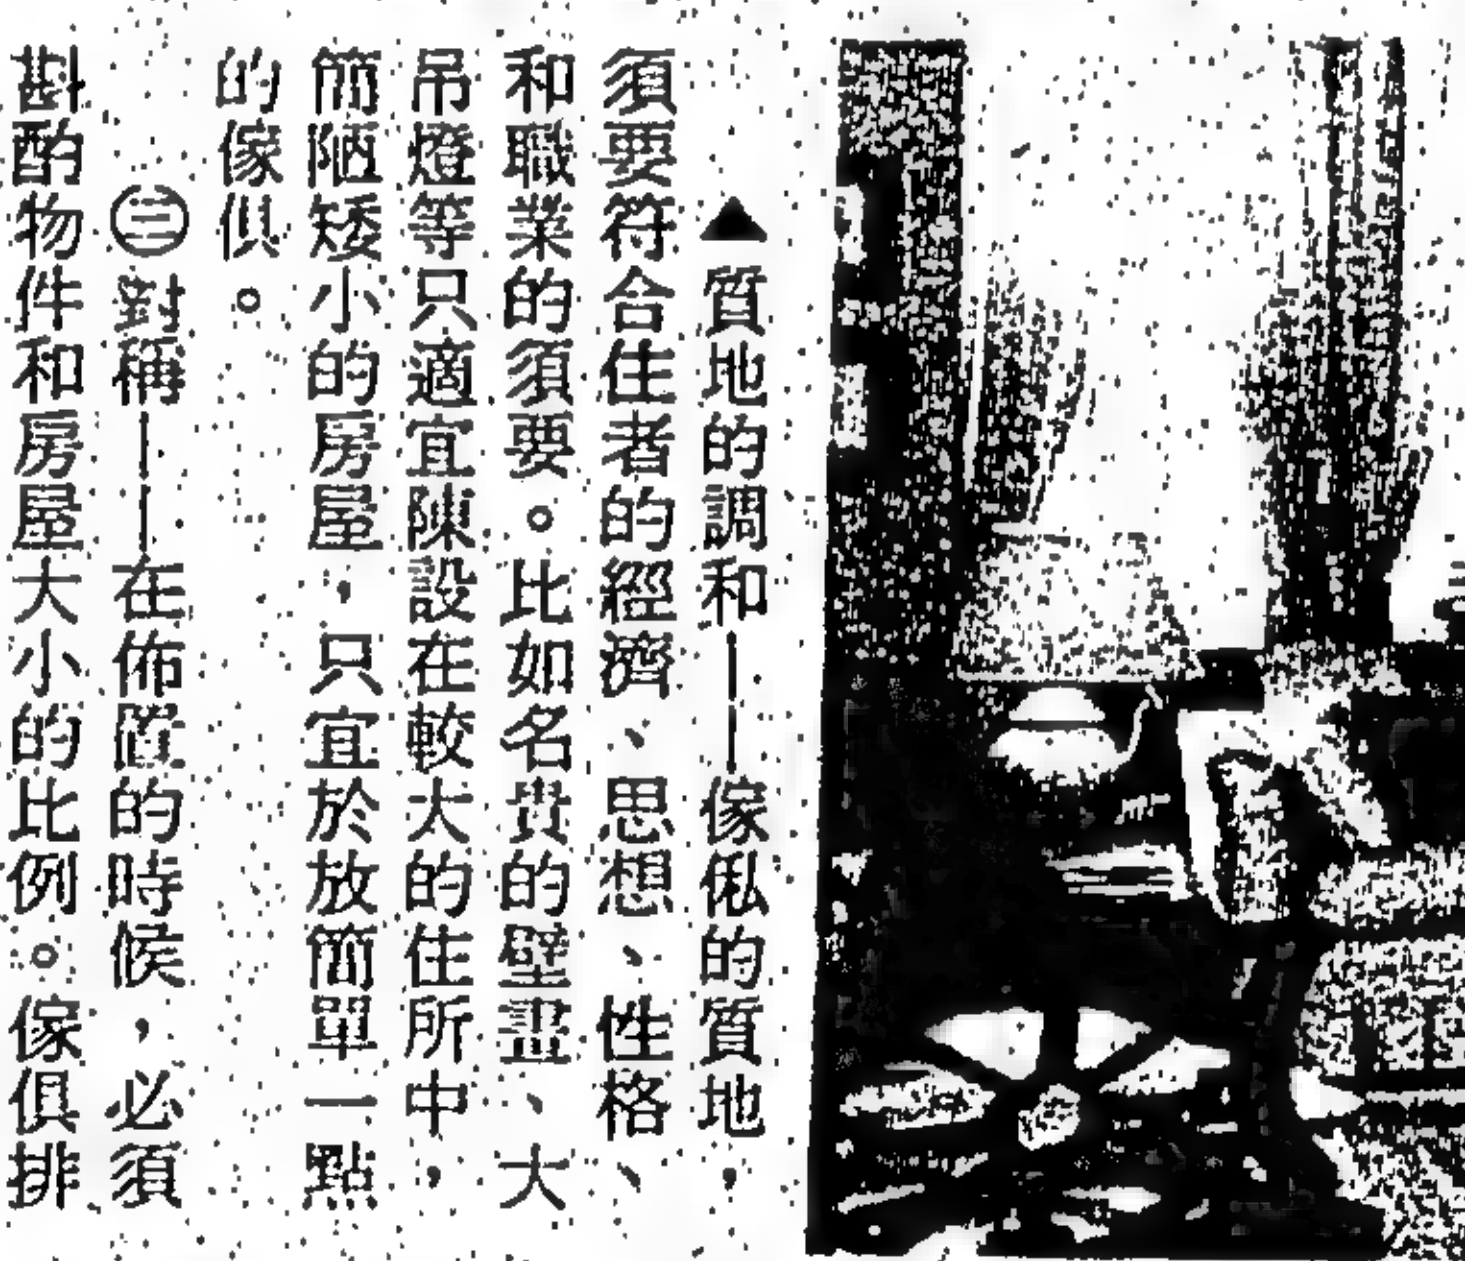 ▲質地的調和——傢俬的質地，
須要符合住者的經濟、思想、性格、
和職業的須要。比如名貴的壁畫、大
吊燈等只適宜陳設在較大的住所中，
簡陋矮小的房屋，只宜於放簡單一點
的傢俱。
㊂對稱——在佈置的時候，必須
斟酌物件和房屋大小的比例。傢俱排